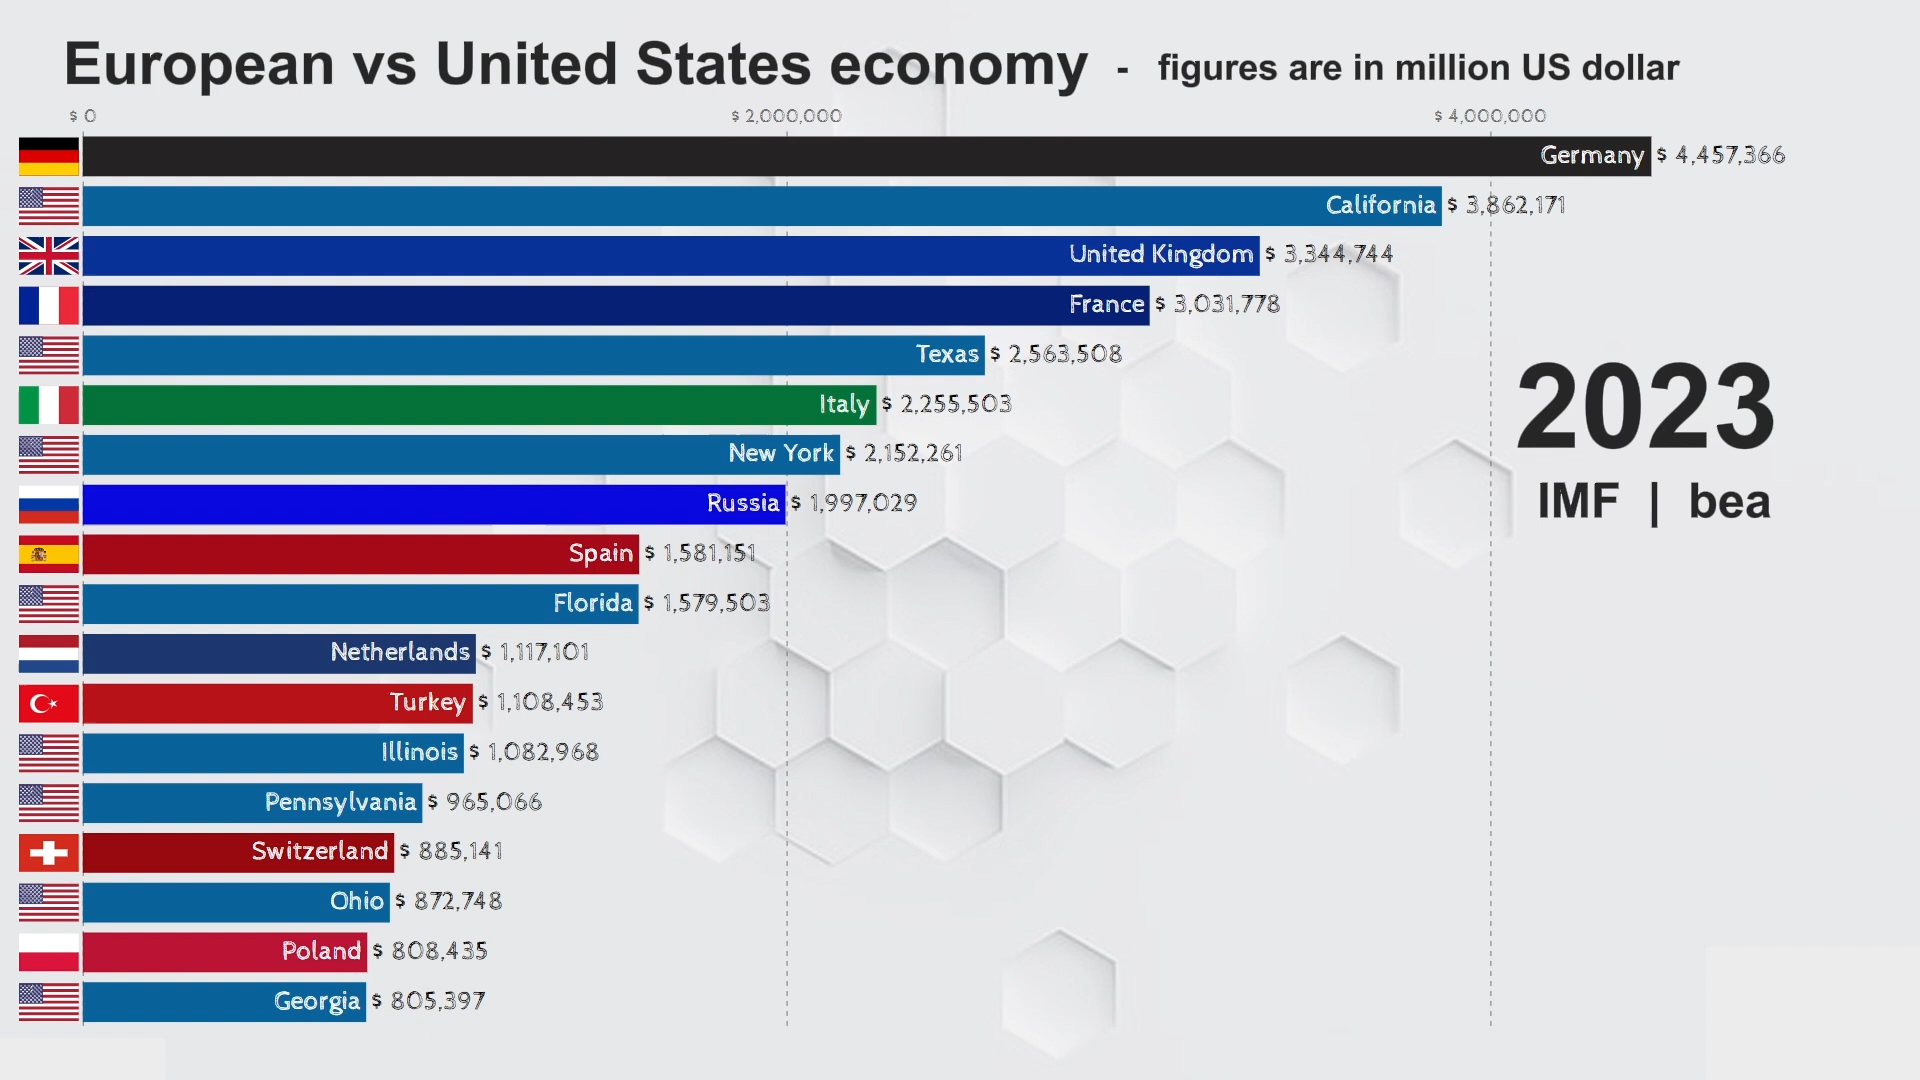 European vs United States economy - figures are in million US dollar
$ 0 $ 2,000,000 $ 4,000,000
Germany $ 4,457,366
California $ 3,862,171
United Kingdom $ 3,344,744
France $ 3,031,778
Texas $ 2,563,508
Italy $ 2,255,503
New York $ 2,152,261
Russia $ 1,997,029
Spain $ 1,581,151
Florida $ 1,579,503
Netherlands $ 1,117,101
Turkey $ 1,108,453
Illinois $ 1,082,968
Pennsylvania $ 965,066
Switzerland $ 885,141
Ohio $ 872,748
Poland $ 808,435
Georgia $ 805,397
2023
IMF | bea